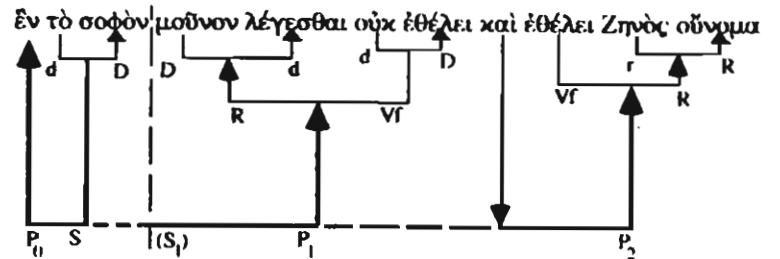 ἓν τὸ σοφὸν μοῦνον λέγεσθαι οὐκ ἐθέλει καὶ ἐθέλει Ζηνὸς οὔνομα
d D D d d D r R
R Vf Vf R
P₀ S (S₁) P₁ P₂